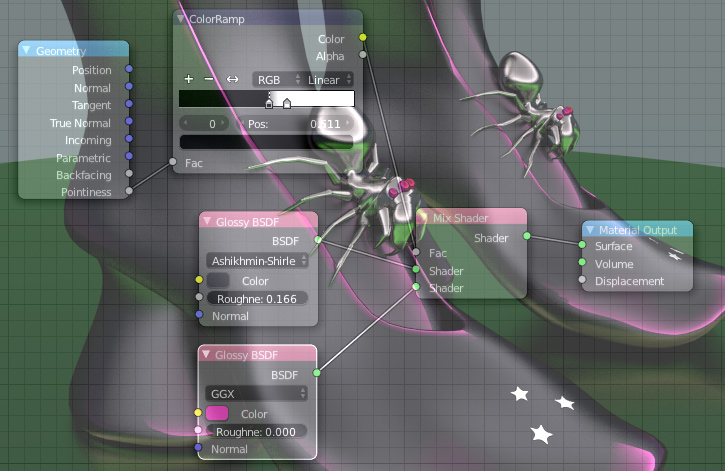 Geometry
Position
Normal
Tangent
True Normal
Incoming
Parametric
Backfacing
Pointiness
ColorRamp
Color
Alpha
+ − RGB Linear
0 Pos: 0.511
Fac
Glossy BSDF
BSDF
Ashikhmin-Shirle
Color
Roughne: 0.166
Normal
Glossy BSDF
BSDF
GGX
Color
Roughne: 0.000
Normal
Mix Shader
Shader
Fac
Shader
Shader
Material Output
Surface
Volume
Displacement